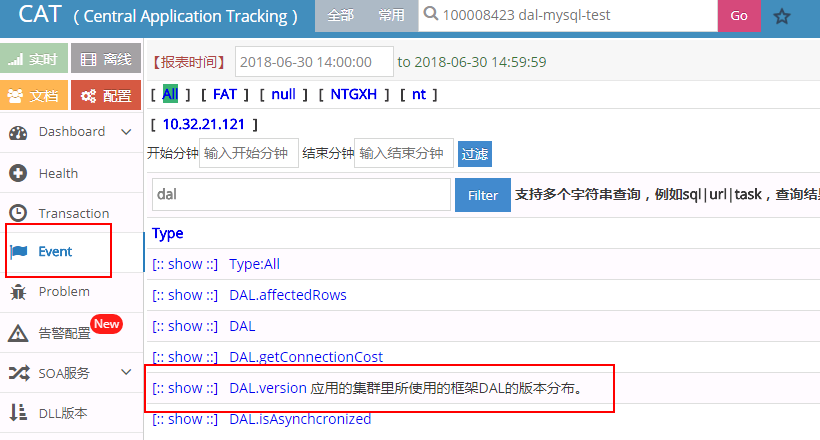 CAT ( Central Application Tracking )
全部 常用 100008423 dal-mysql-test Go
实时 离线
【报表时间】 2018-06-30 14:00:00 to 2018-06-30 14:59:59
文档 配置
[ All ] [ FAT ] [ null ] [ NTGXH ] [ nt ]
Dashboard
[ 10.32.21.121 ]
开始分钟 输入开始分钟 结束分钟 输入结束分钟 过滤
Health
dal Filter 支持多个字符串查询，例如sql|url|task，查询结果
Transaction
Type
Event
[:: show ::] Type:All
Problem
[:: show ::] DAL.affectedRows
告警配置 New
[:: show ::] DAL
[:: show ::] DAL.getConnectionCost
SOA服务
[:: show ::] DAL.version 应用的集群里所使用的框架DAL的版本分布。
DLL版本
[:: show ::] DAL.isAsynchcronized